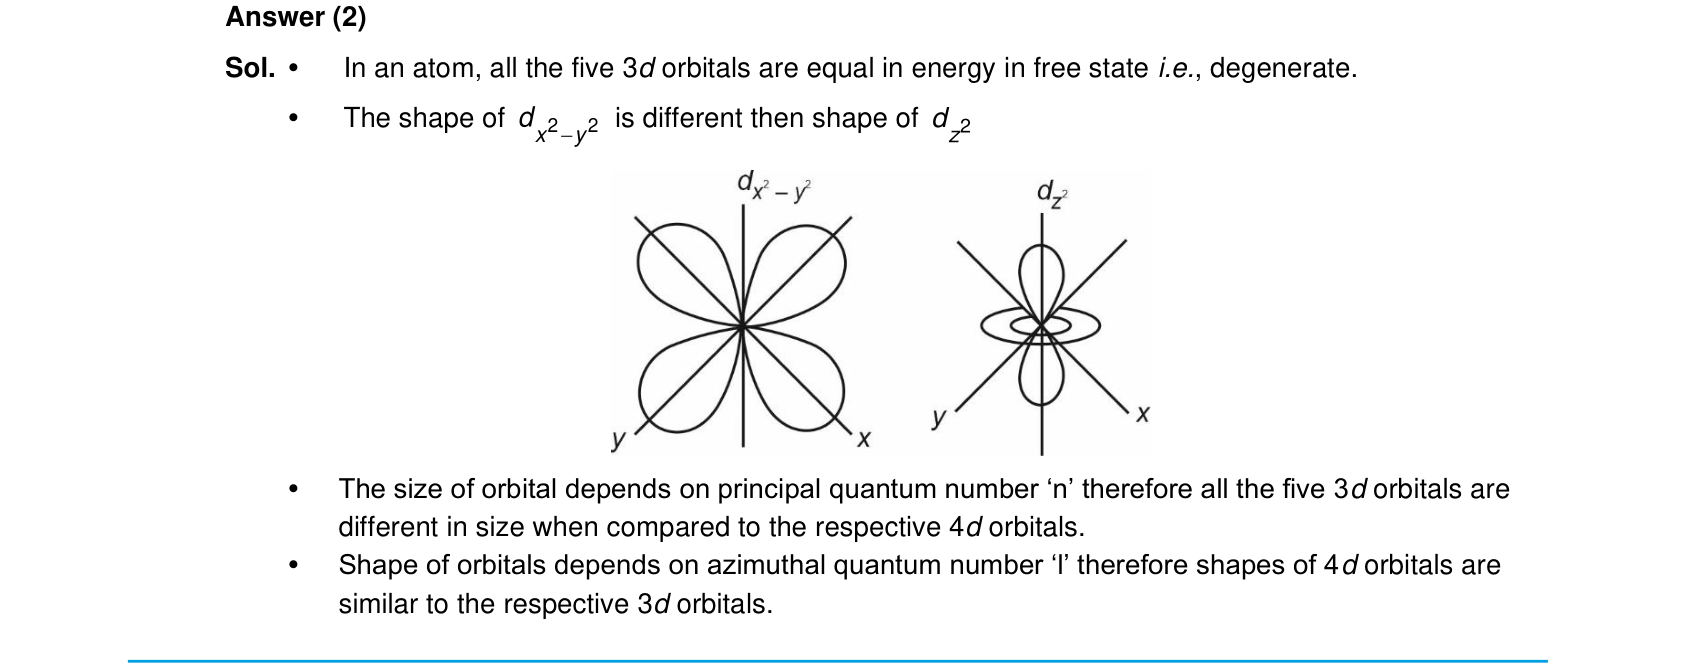 Answer (2)
Sol. • In an atom, all the five 3d orbitals are equal in energy in free state i.e., degenerate.
• The shape of d_{x²–y²} is different then shape of d_{z²}
d_{x² – y²}
d_{z²}
y x
y x
• The size of orbital depends on principal quantum number ‘n’ therefore all the five 3d orbitals are
different in size when compared to the respective 4d orbitals.
• Shape of orbitals depends on azimuthal quantum number ‘l’ therefore shapes of 4d orbitals are
similar to the respective 3d orbitals.